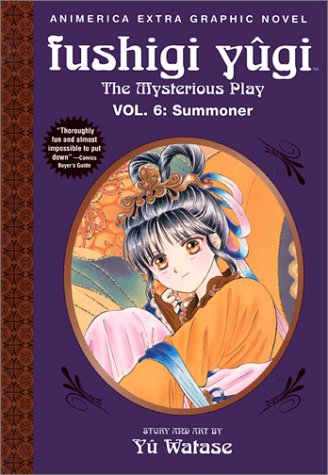 ANIMERICA EXTRA GRAPHIC NOVEL
fushigi yûgi™
The Mysterious Play
VOL. 6: Summoner
"Thoroughly
fun and almost
impossible to put
down" —Comics
Buyer's Guide
STORY AND ART BY
Yû Watase